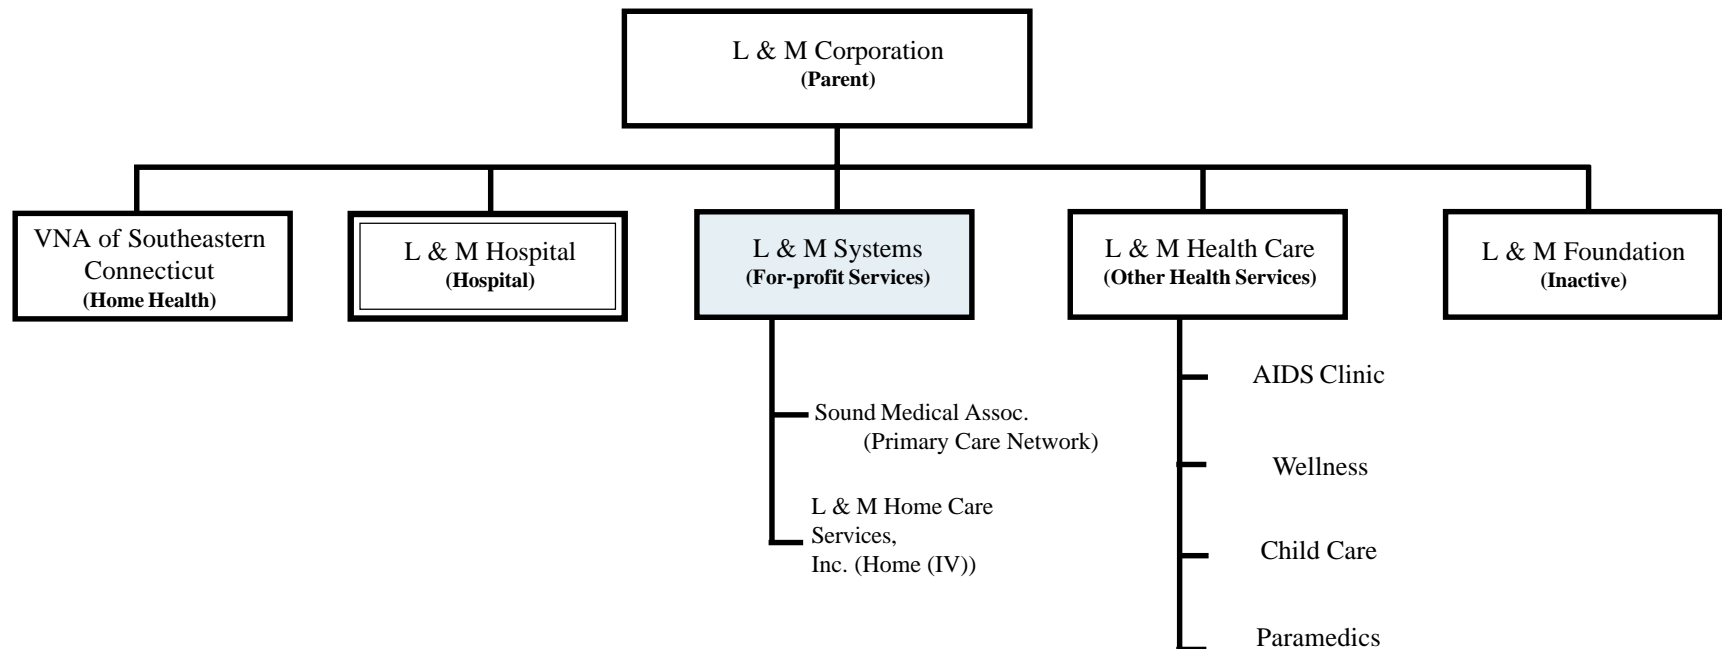 L & M Corporation
(Parent)
VNA of Southeastern
Connecticut
(Home Health)
L & M Hospital
(Hospital)
L & M Systems
(For-profit Services)
L & M Health Care
(Other Health Services)
L & M Foundation
(Inactive)
Sound Medical Assoc.
(Primary Care Network)
L & M Home Care
Services,
Inc. (Home (IV))
AIDS Clinic
Wellness
Child Care
Paramedics